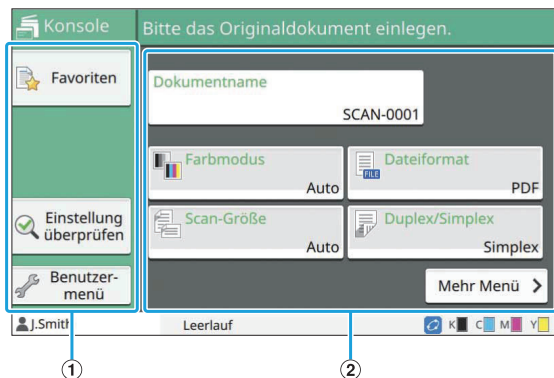 Konsole
Bitte das Originaldokument einlegen.
Favoriten
Einstellung
überprüfen
Benutzer-
menü
Dokumentname
SCAN-0001
Farbmodus
Auto
FILE
Dateiformat
PDF
Scan-Größe
Auto
Duplex/Simplex
Simplex
Mehr Menü
J.Smith
Leerlauf
K C M Y
1
2